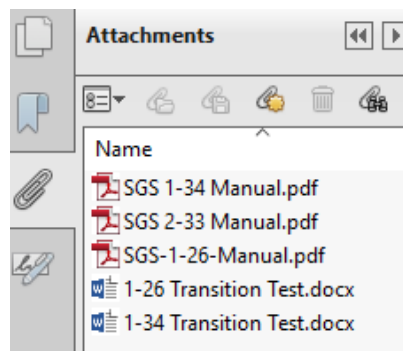 Attachments
Name
SGS 1-34 Manual.pdf
SGS 2-33 Manual.pdf
SGS-1-26-Manual.pdf
1-26 Transition Test.docx
1-34 Transition Test.docx